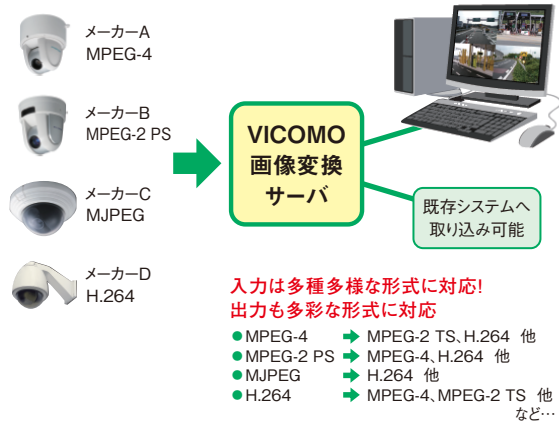 メーカーA
MPEG-4
メーカーB
MPEG-2 PS
メーカーC
MJPEG
メーカーD
H.264
VICOMO
画像変換
サーバ
既存システムへ
取り込み可能
入力は多種多様な形式に対応!
出力も多彩な形式に対応
●MPEG-4 ➡ MPEG-2 TS、H.264 他
●MPEG-2 PS ➡ MPEG-4、H.264 他
●MJPEG ➡ H.264 他
●H.264 ➡ MPEG-4、MPEG-2 TS 他
など…